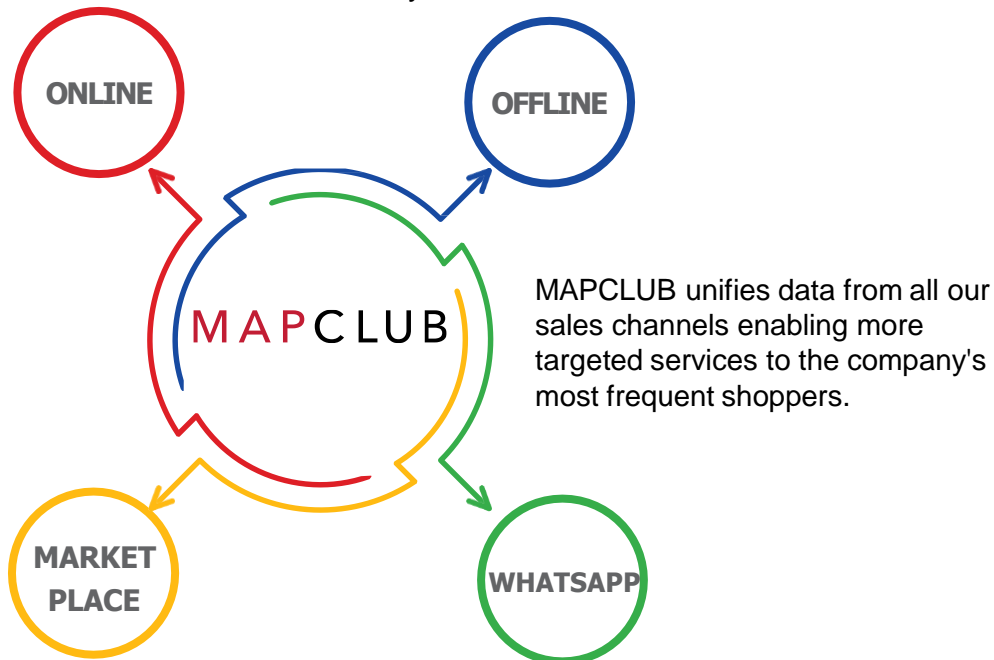 ONLINE
OFFLINE
MAPCLUB
MAPCLUB unifies data from all our
sales channels enabling more
targeted services to the company's
most frequent shoppers.
MARKET
PLACE
WHATSAPP